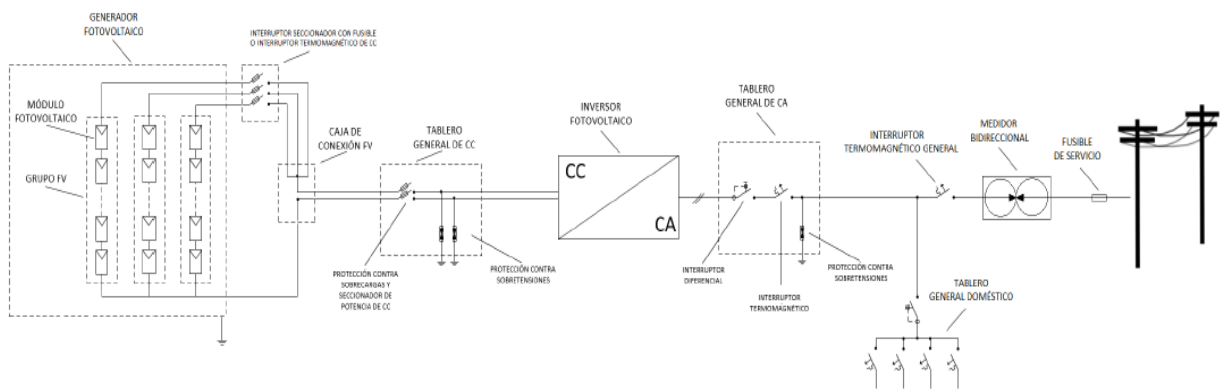 GENERADOR
FOTOVOLTAICO
INTERRUPTOR SECCIONADOR CON FUSIBLE
O INTERRUPTOR TERMOMAGNÉTICO DE CC
MÓDULO
FOTOVOLTAICO
GRUPO FV
CAJA DE
CONEXIÓN FV
TABLERO
GENERAL DE CC
PROTECCIÓN CONTRA
SOBRECARGAS Y
SECCIONADOR DE
POTENCIA DE CC
PROTECCIÓN CONTRA
SOBRETENSIONES
INVERSOR
FOTOVOLTAICO
CC
CA
TABLERO
GENERAL DE CA
INTERRUPTOR
DIFERENCIAL
INTERRUPTOR
TERMOMAGNÉTICO
PROTECCIÓN CONTRA
SOBRETENSIONES
INTERRUPTOR
TERMOMAGNÉTICO GENERAL
MEDIDOR
BIDIRECCIONAL
FUSIBLE
DE SERVICIO
TABLERO
GENERAL DOMÉSTICO